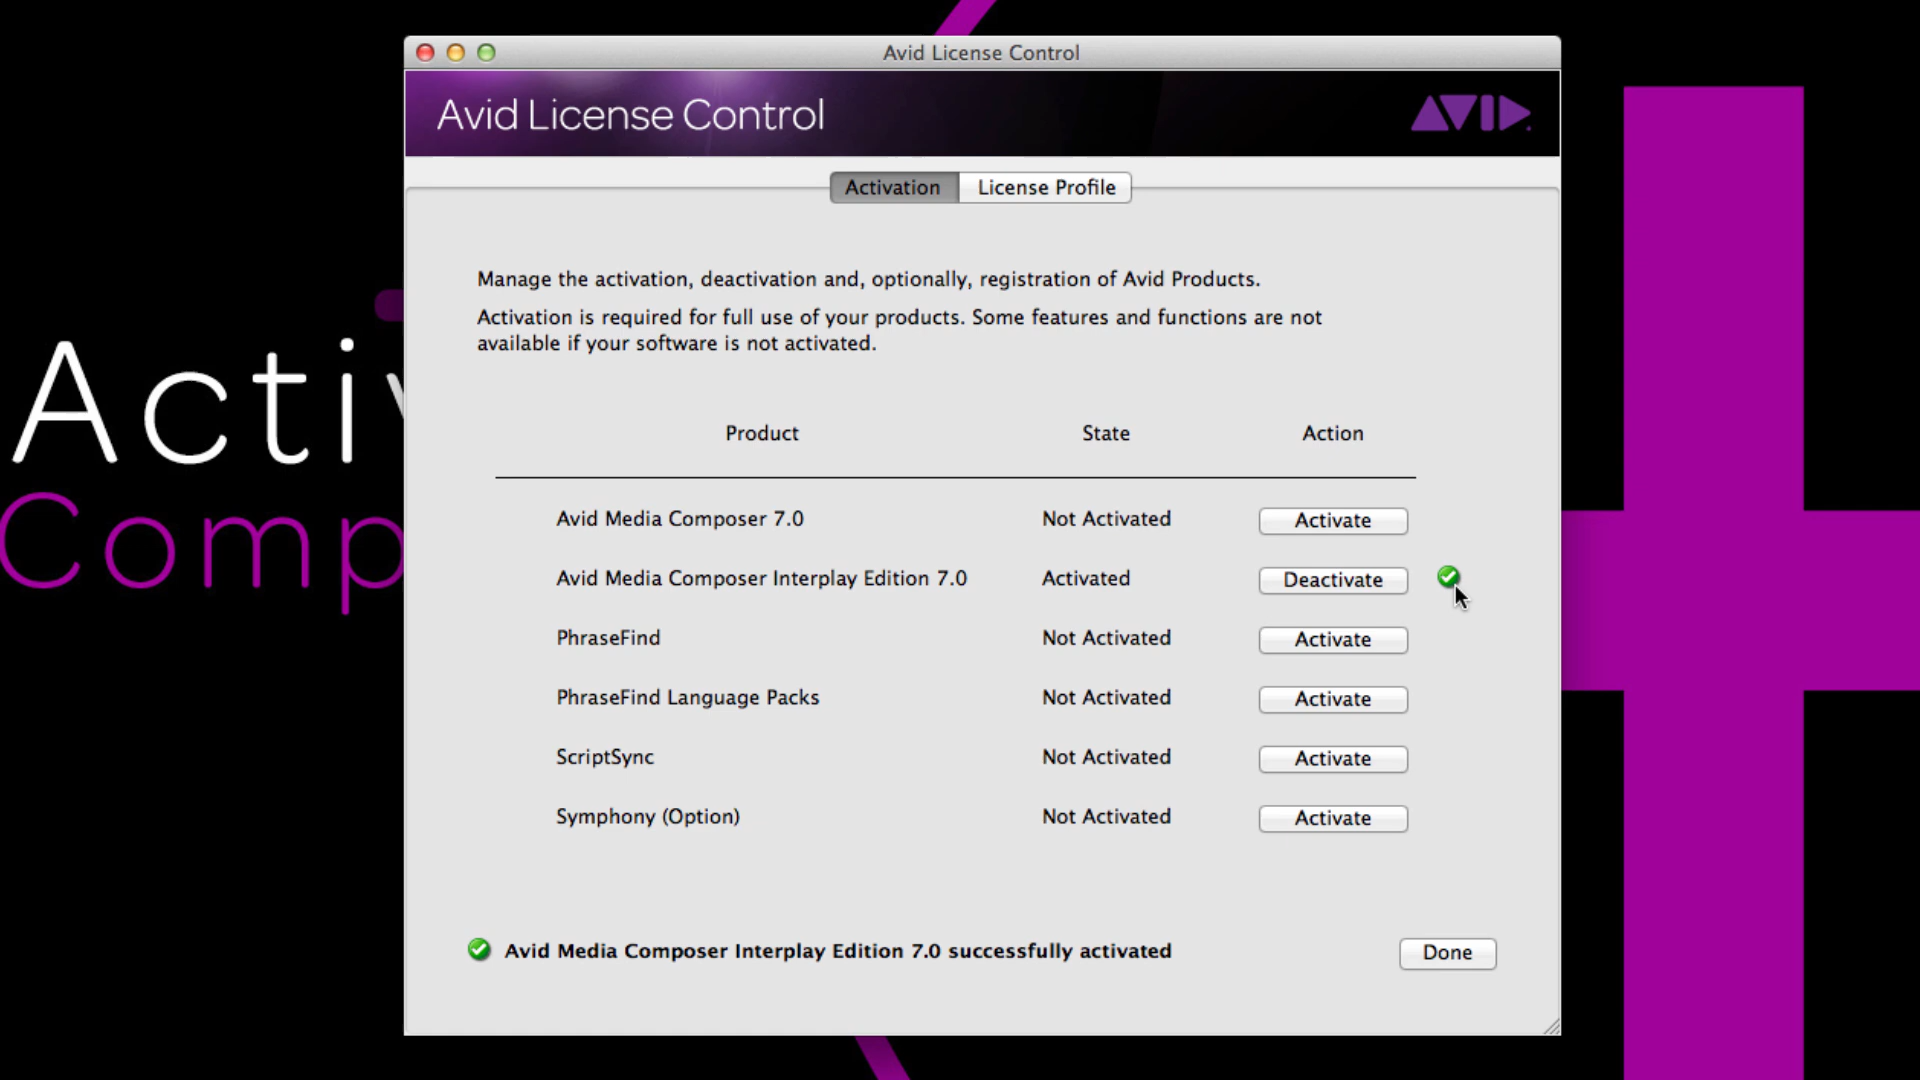 Avid License Control
Avid License Control
AVID
Activation
License Profile
Manage the activation, deactivation and, optionally, registration of Avid Products.
Activation is required for full use of your products. Some features and functions are not
available if your software is not activated.
Product State Action
Avid Media Composer 7.0 Not Activated Activate
Avid Media Composer Interplay Edition 7.0 Activated Deactivate
PhraseFind Not Activated Activate
PhraseFind Language Packs Not Activated Activate
ScriptSync Not Activated Activate
Symphony (Option) Not Activated Activate
Avid Media Composer Interplay Edition 7.0 successfully activated
Done
Acti
Comp